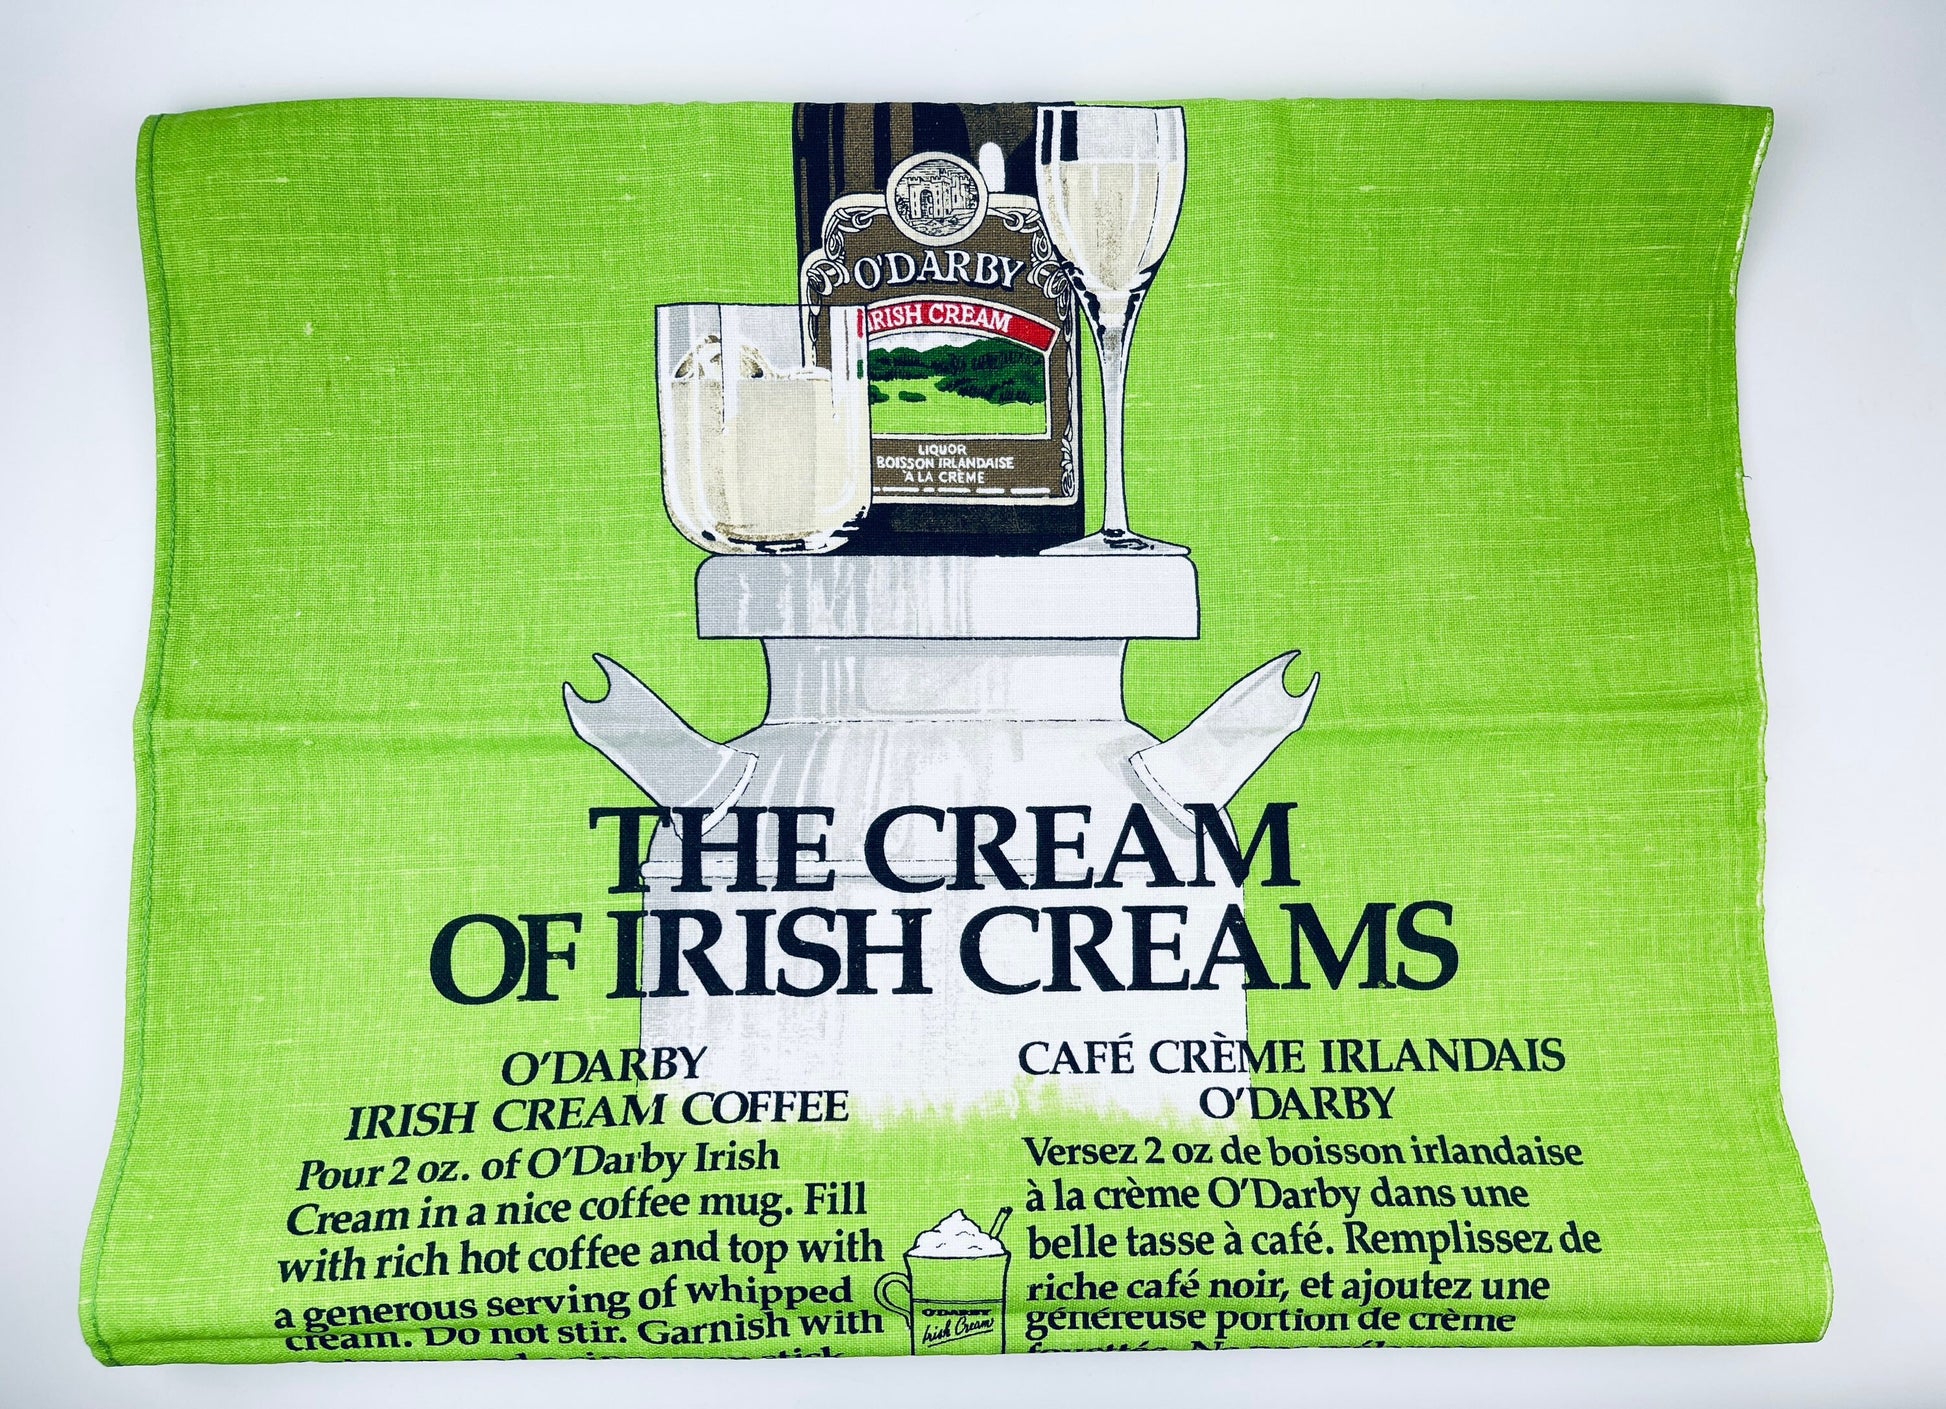 O'DARBY
IRISH CREAM
LIQUOR
BOISSON IRLANDAISE
À LA CRÈME
THE CREAM
OF IRISH CREAMS
O'DARBY
IRISH CREAM COFFEE
Pour 2 oz. of O'Darby Irish
Cream in a nice coffee mug. Fill
with rich hot coffee and top with
a generous serving of whipped
cream. Do not stir. Garnish with
stick
CAFÉ CRÈME IRLANDAIS
O'DARBY
Versez 2 oz de boisson irlandaise
à la crème O'Darby dans une
belle tasse à café. Remplissez de
riche café noir, et ajoutez une
généreuse portion de crème
O'DARBY
Irish Cream